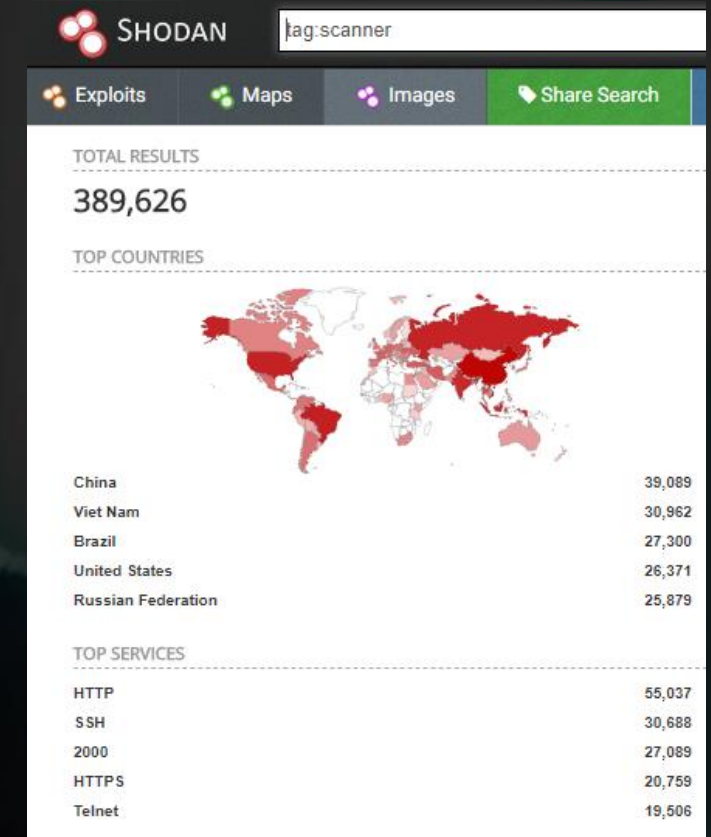 SHODAN tag:scanner
Exploits Maps Images Share Search
TOTAL RESULTS
389,626
TOP COUNTRIES
China 39,089
Viet Nam 30,962
Brazil 27,300
United States 26,371
Russian Federation 25,879
TOP SERVICES
HTTP 55,037
SSH 30,688
2000 27,089
HTTPS 20,759
Telnet 19,506